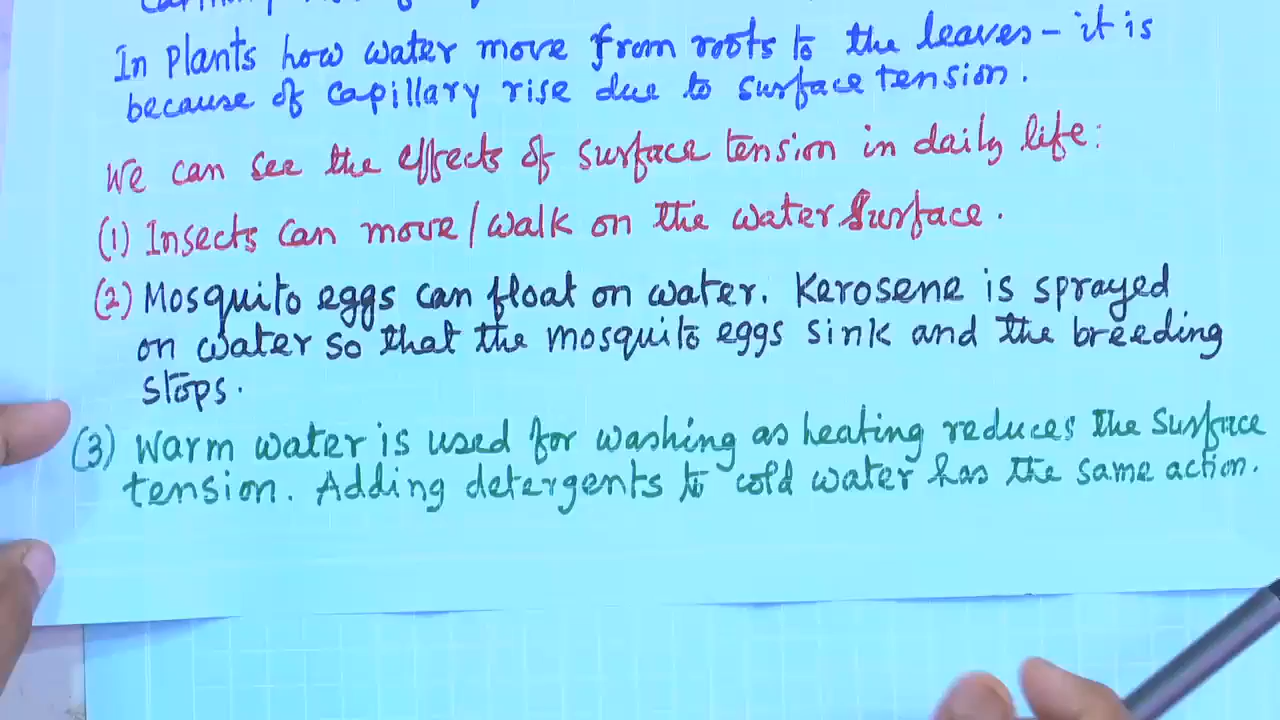 In Plants how water move from roots to the leaves - it is
because of capillary rise due to surface tension.
We can see the effects of surface tension in daily life:
(1) Insects can move/walk on the water surface.
(2) Mosquito eggs can float on water. Kerosene is sprayed
on water so that the mosquito eggs sink and the breeding
stops.
(3) Warm water is used for washing as heating reduces the surface
tension. Adding detergents to cold water has the same action.